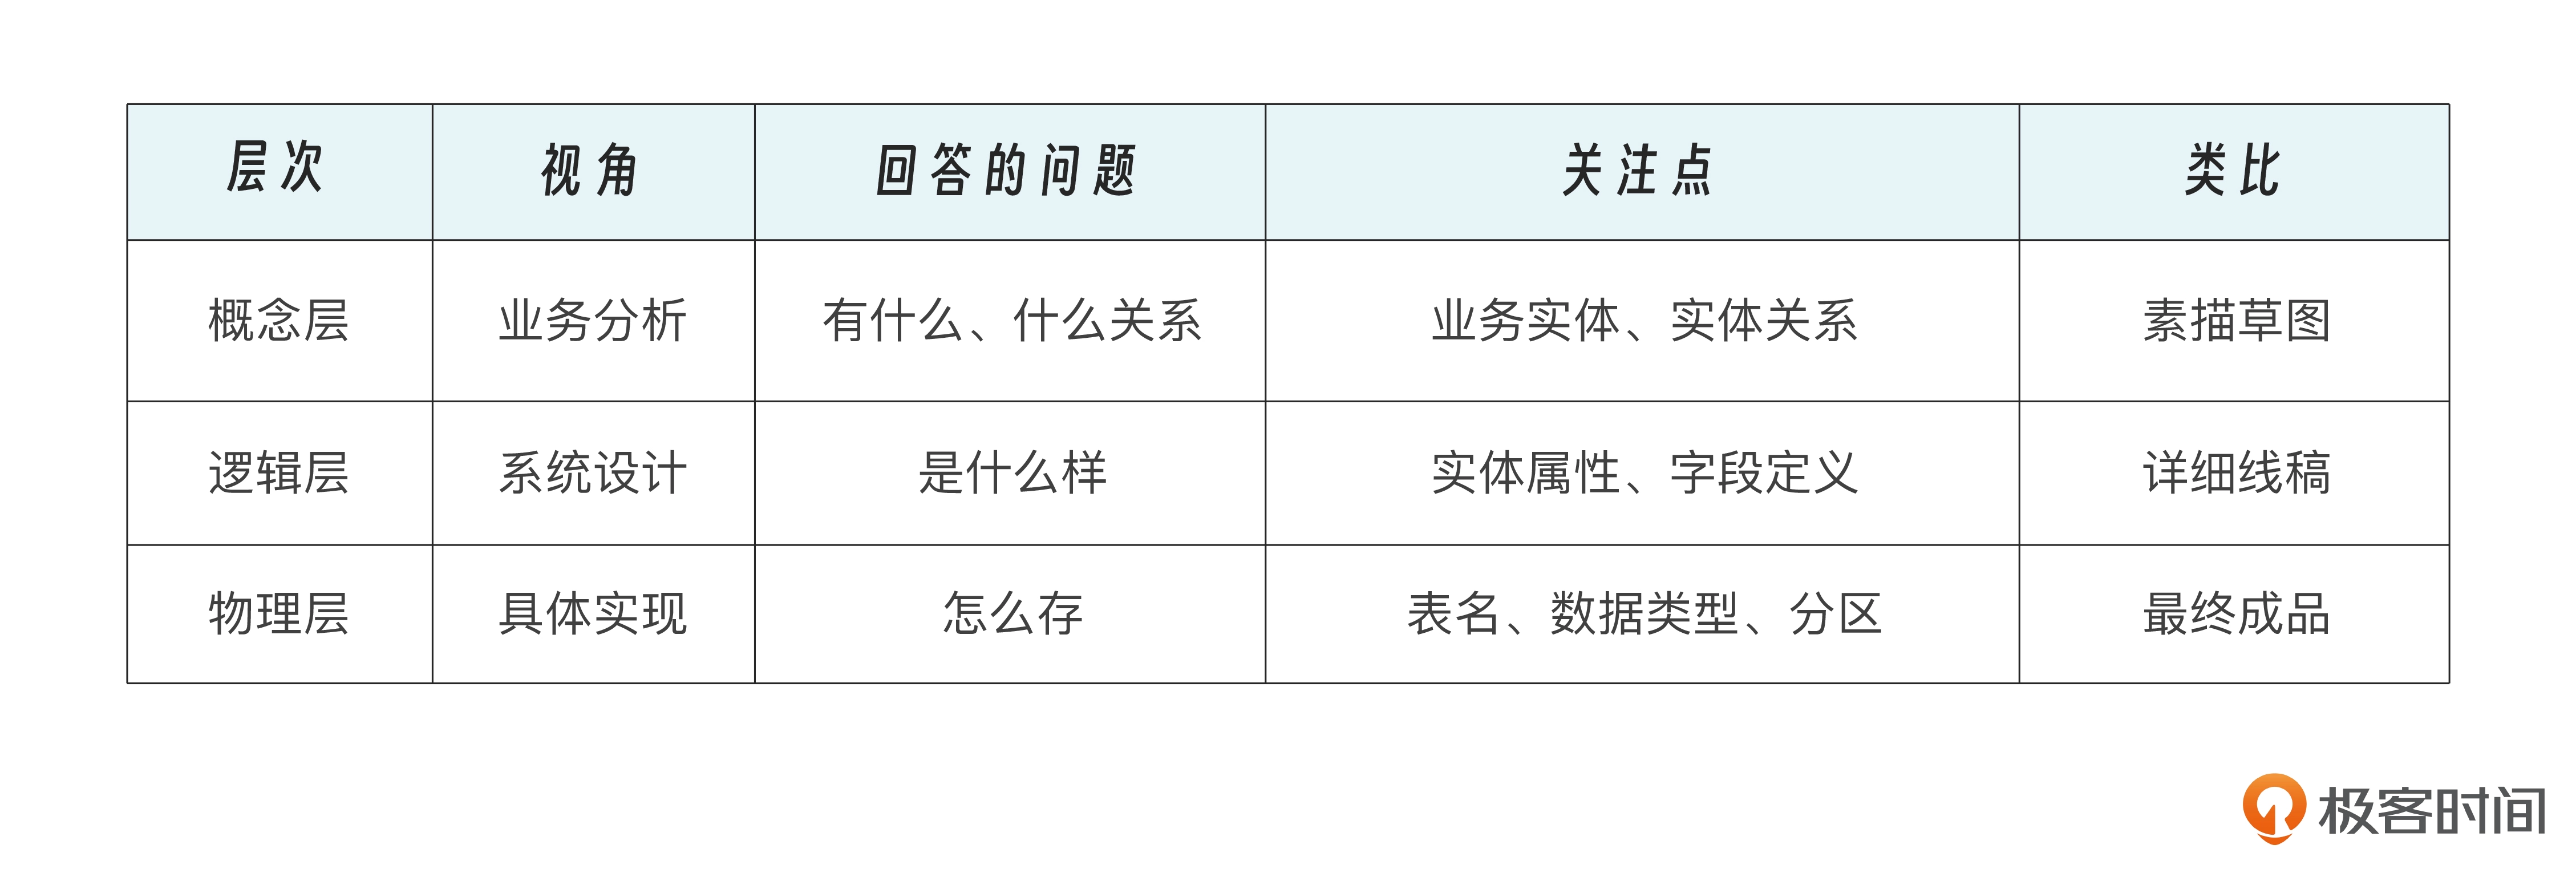 层次 视角 回答的问题 关注点 类比
概念层 业务分析 有什么、什么关系 业务实体、实体关系 素描草图
逻辑层 系统设计 是什么样 实体属性、字段定义 详细线稿
物理层 具体实现 怎么存 表名、数据类型、分区 最终成品
极客时间